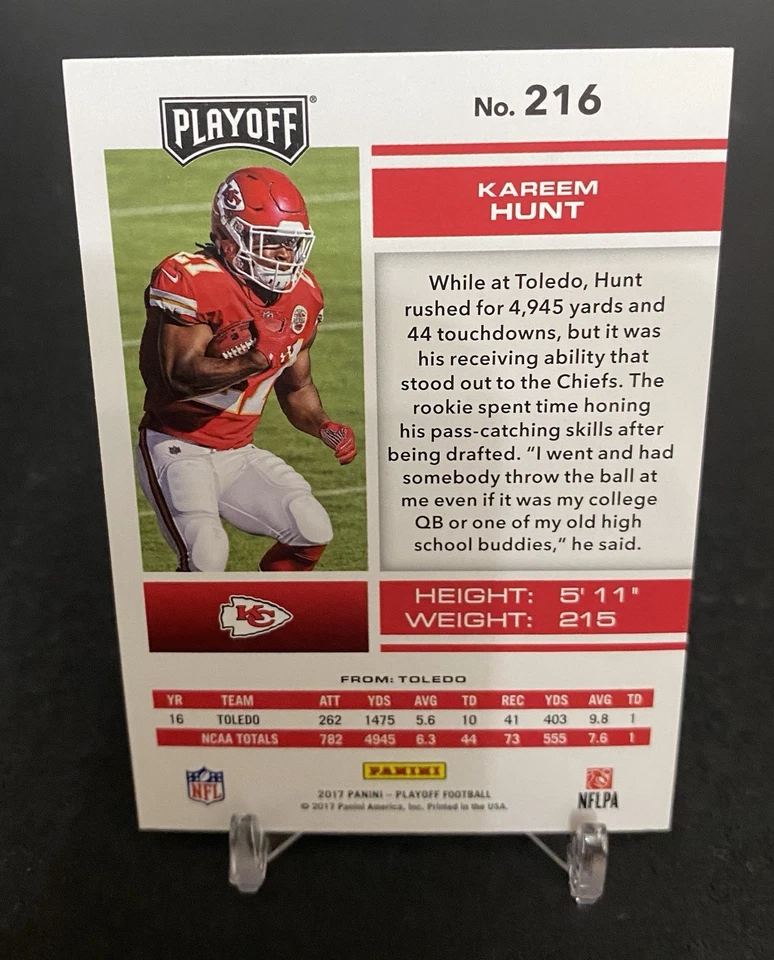 PLAYOFF®
No. 216
KAREEM
HUNT
27
While at Toledo, Hunt
rushed for 4,945 yards and
44 touchdowns, but it was
his receiving ability that
stood out to the Chiefs. The
rookie spent time honing
his pass-catching skills after
being drafted. “I went and had
somebody throw the ball at
me even if it was my college
QB or one of my old high
school buddies,” he said.
KC
HEIGHT: 5' 11"
WEIGHT: 215
FROM: TOLEDO
YR TEAM ATT YDS AVG TD REC YDS AVG TD
16 TOLEDO 262 1475 5.6 10 41 403 9.8 1
NCAA TOTALS 782 4945 6.3 44 73 555 7.6 1
NFL
PANINI
NFLPA
2017 PANINI – PLAYOFF FOOTBALL
© 2017 Panini America, Inc. Printed in the USA.